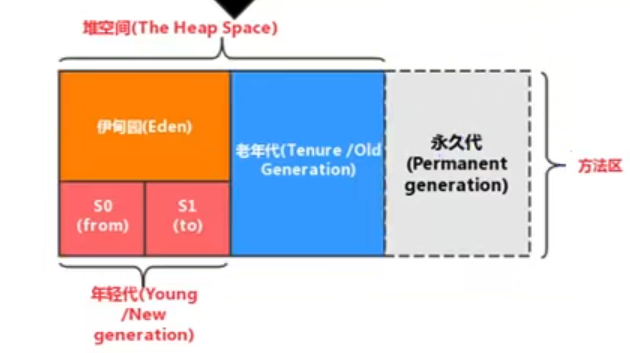 堆空间(The Heap Space)
伊甸园(Eden)
S0
(from)
S1
(to)
老年代(Tenure /Old
Generation)
永久代
(Permanent
generation)
方法区
年轻代(Young
/New
generation)